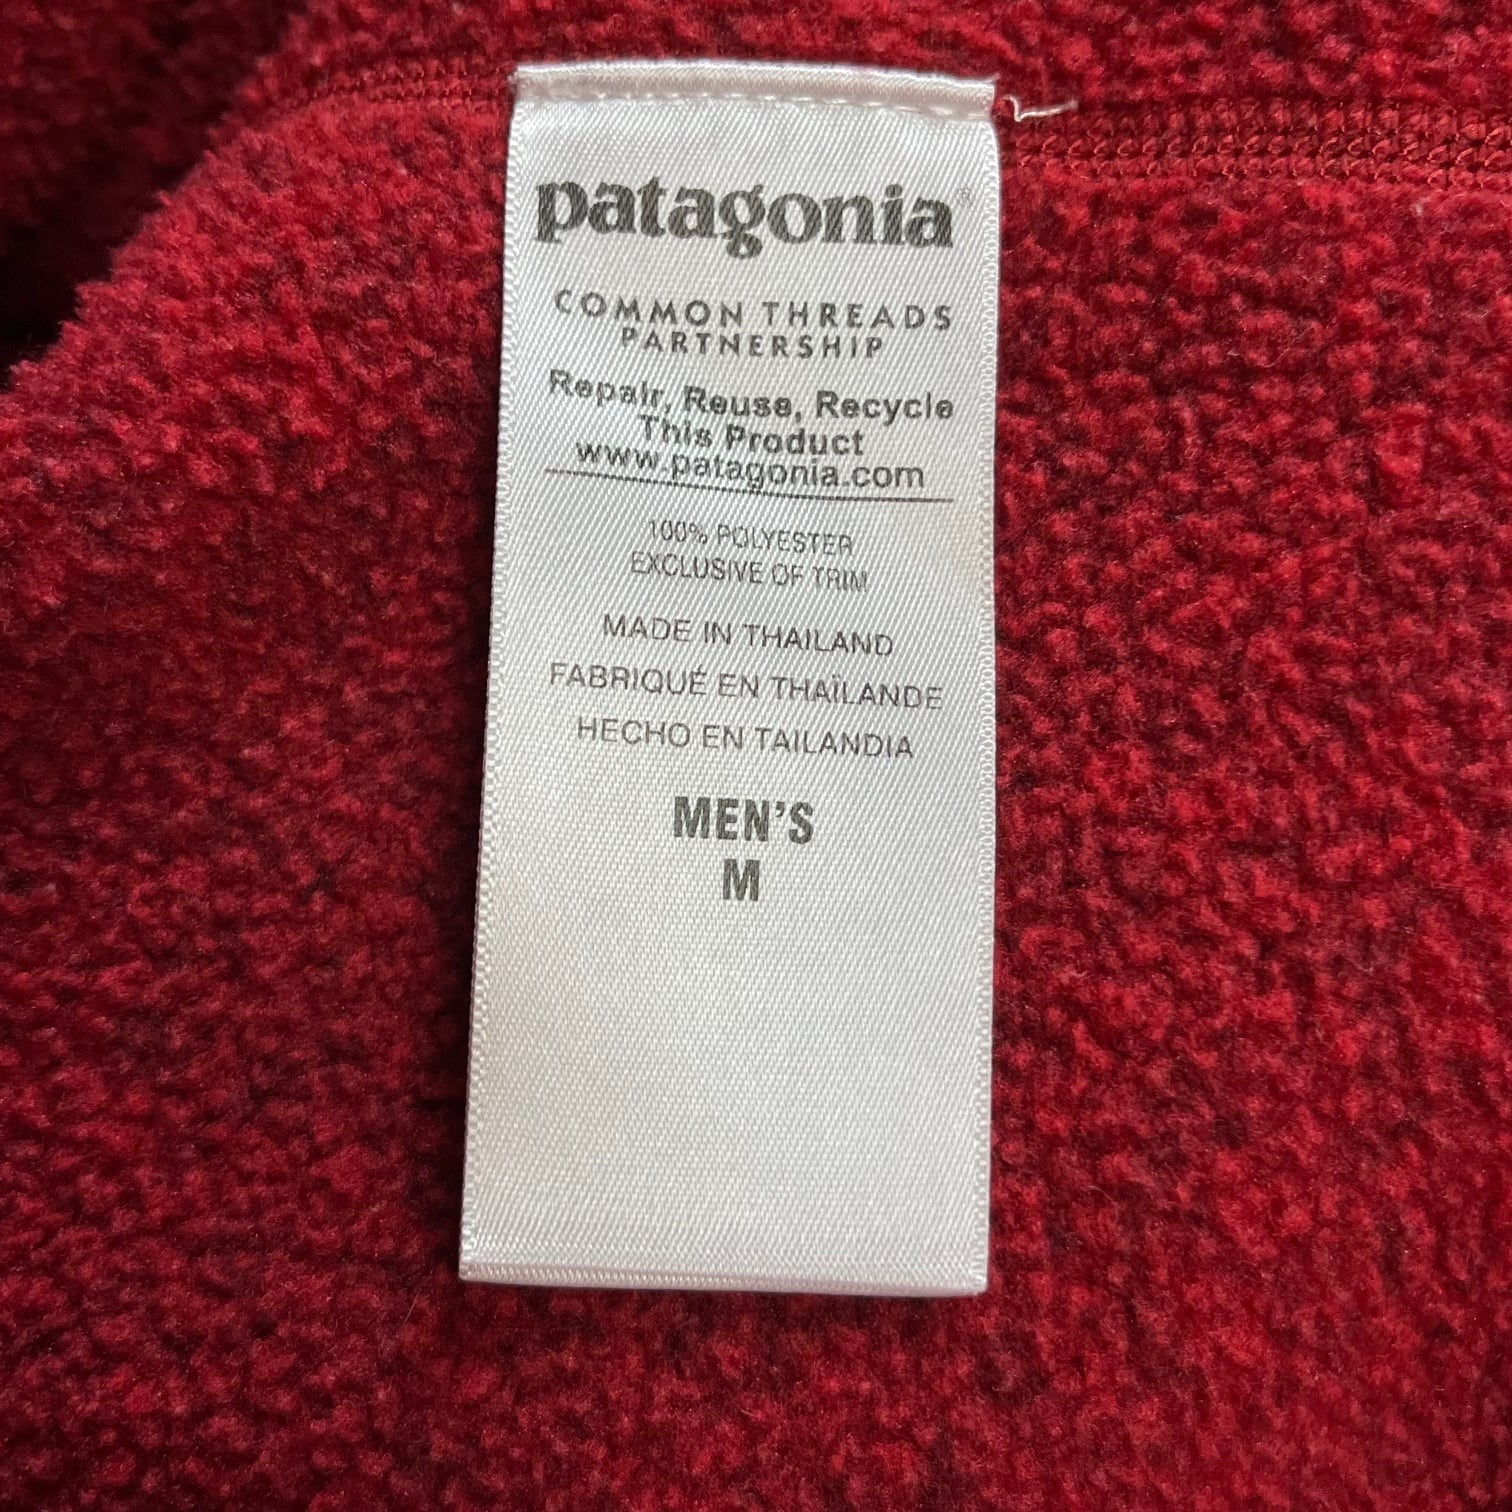 patagonia®
COMMON THREADS
PARTNERSHIP
Repair, Reuse, Recycle
This Product
www.patagonia.com
100% POLYESTER
EXCLUSIVE OF TRIM
MADE IN THAILAND
FABRIQUÉ EN THAÏLANDE
HECHO EN TAILANDIA
MEN'S
M